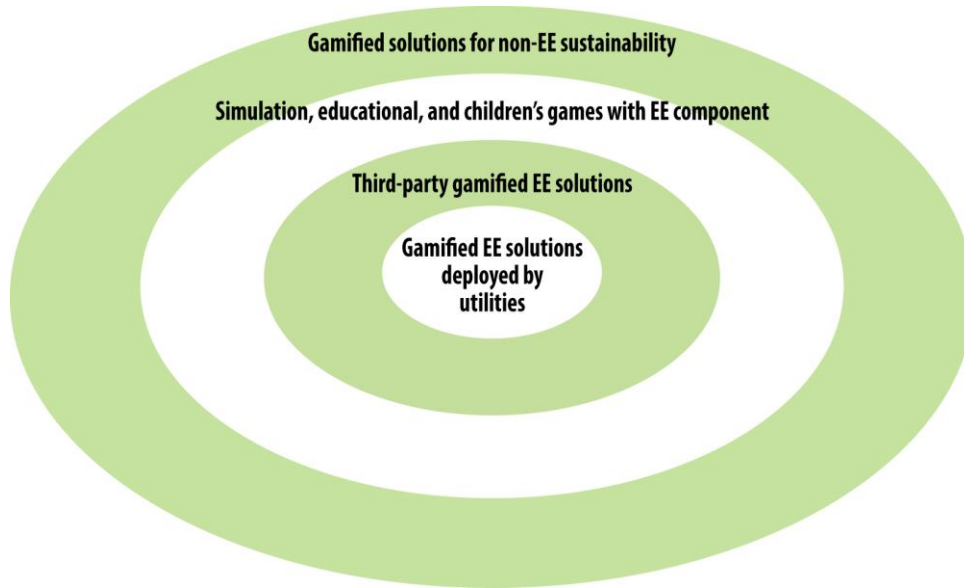 Gamified solutions for non-EE sustainability
Simulation, educational, and children's games with EE component
Third-party gamified EE solutions
Gamified EE solutions
deployed by
utilities